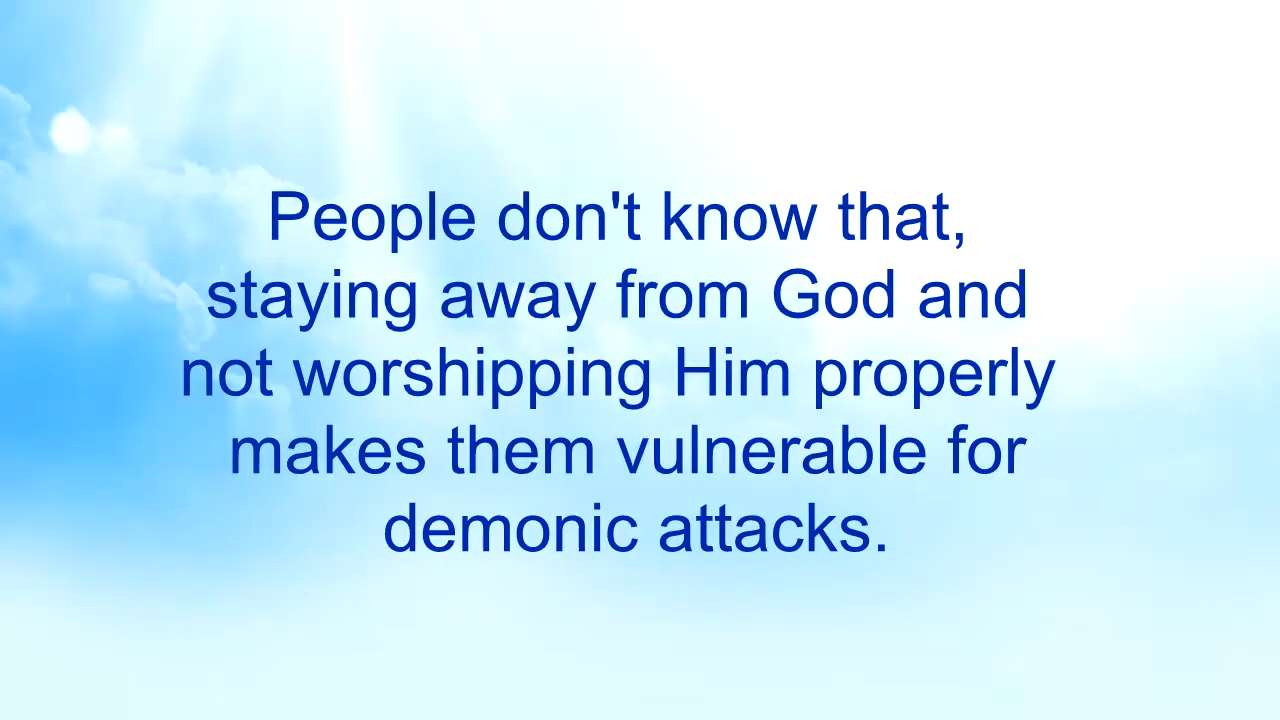 People don't know that,
staying away from God and
not worshipping Him properly
makes them vulnerable for
demonic attacks.